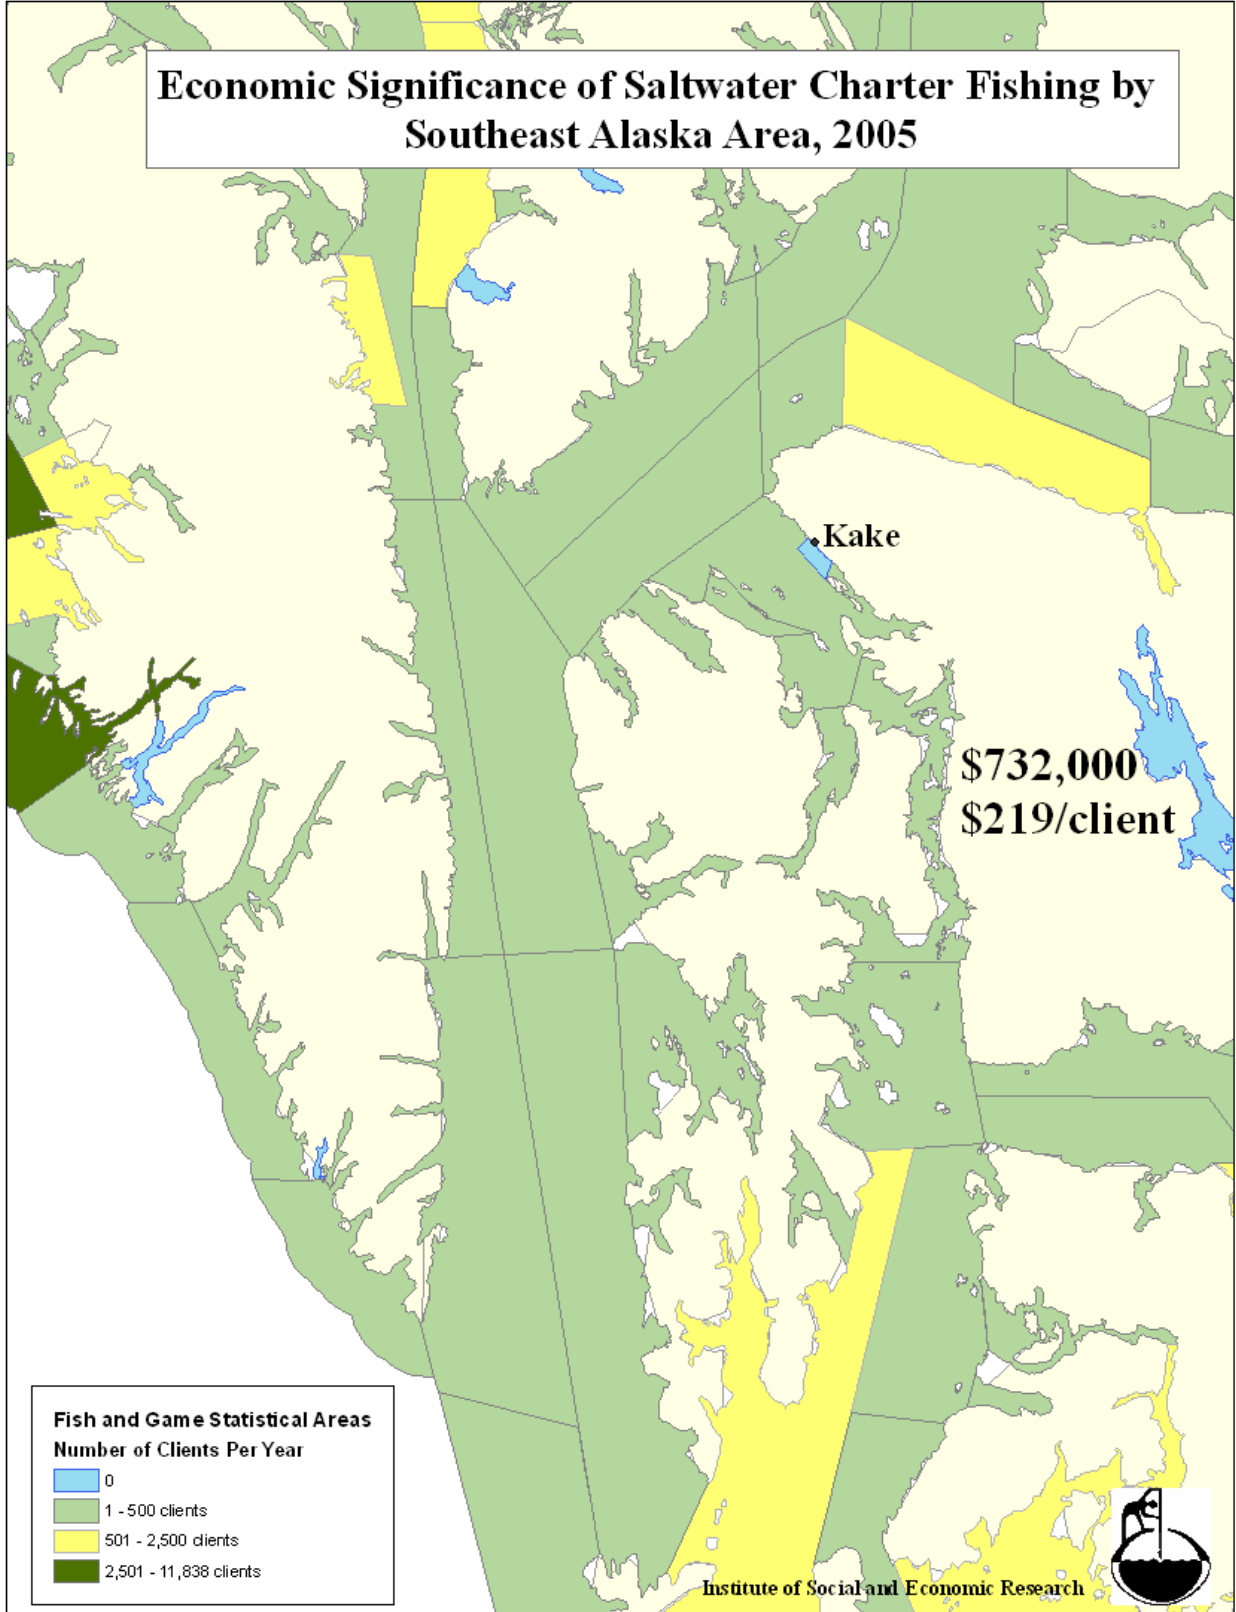 Economic Significance of Saltwater Charter Fishing by
Southeast Alaska Area, 2005
Kake
$732,000
$219/client
Fish and Game Statistical Areas
Number of Clients Per Year
0
1 - 500 clients
501 - 2,500 clients
2,501 - 11,838 clients
Institute of Social and Economic Research